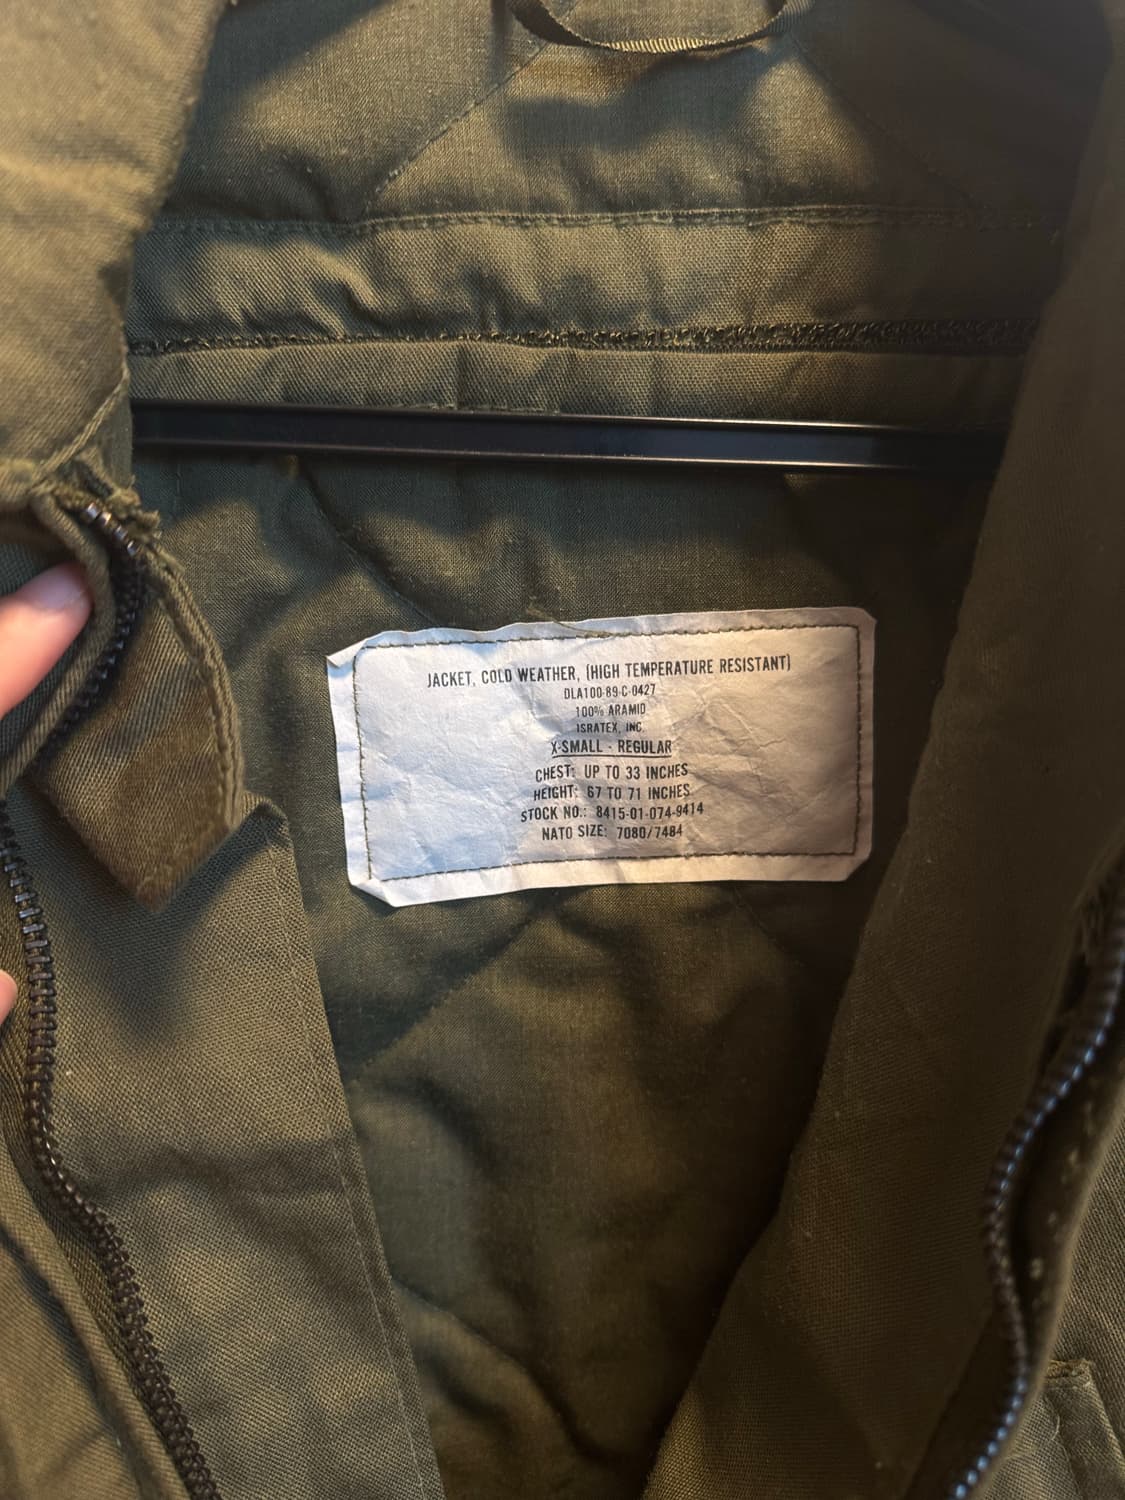 JACKET, COLD WEATHER, (HIGH TEMPERATURE RESISTANT)
DLA100-89-C-0427
100% ARAMID
ISRATEX, INC.
X-SMALL - REGULAR
CHEST: UP TO 33 INCHES
HEIGHT: 67 TO 71 INCHES
STOCK NO.: 8415-01-074-9414
NATO SIZE: 7080/7484